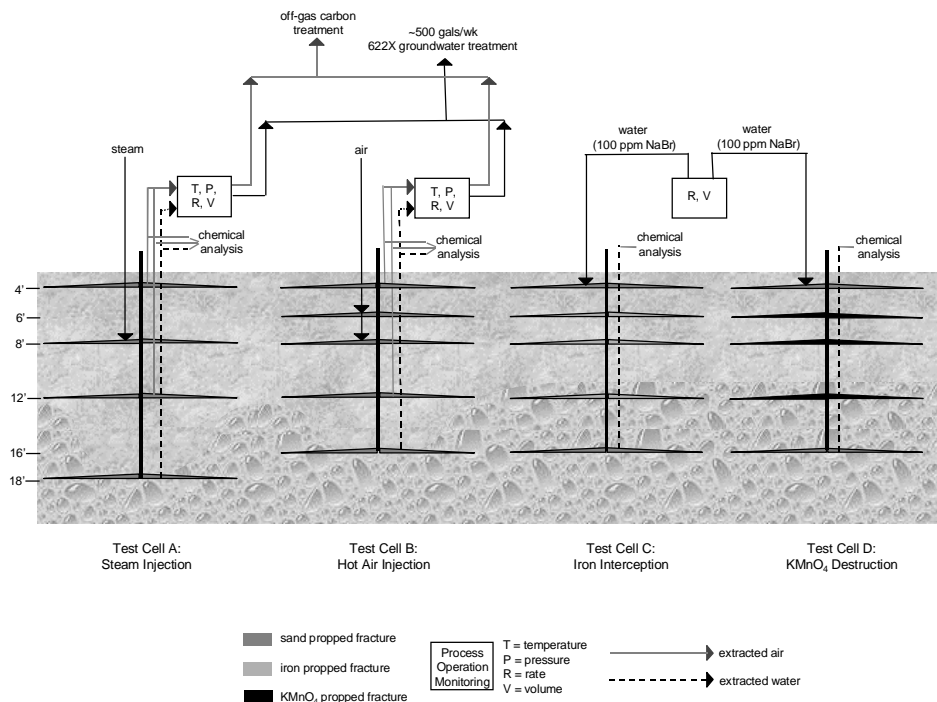 off-gas carbon
treatment
~500 gals/wk
622X groundwater treatment
steam
air
water
(100 ppm NaBr)
water
(100 ppm NaBr)
T, P,
R, V
T, P,
R, V
R, V
chemical
analysis
chemical
analysis
chemical
analysis
chemical
analysis
4'
6'
8'
12'
16'
18'
Test Cell A:
Steam Injection
Test Cell B:
Hot Air Injection
Test Cell C:
Iron Interception
Test Cell D:
KMnO₄ Destruction
sand propped fracture
iron propped fracture
KMnO₄ propped fracture
Process
Operation
Monitoring
T = temperature
P = pressure
R = rate
V = volume
extracted air
extracted water